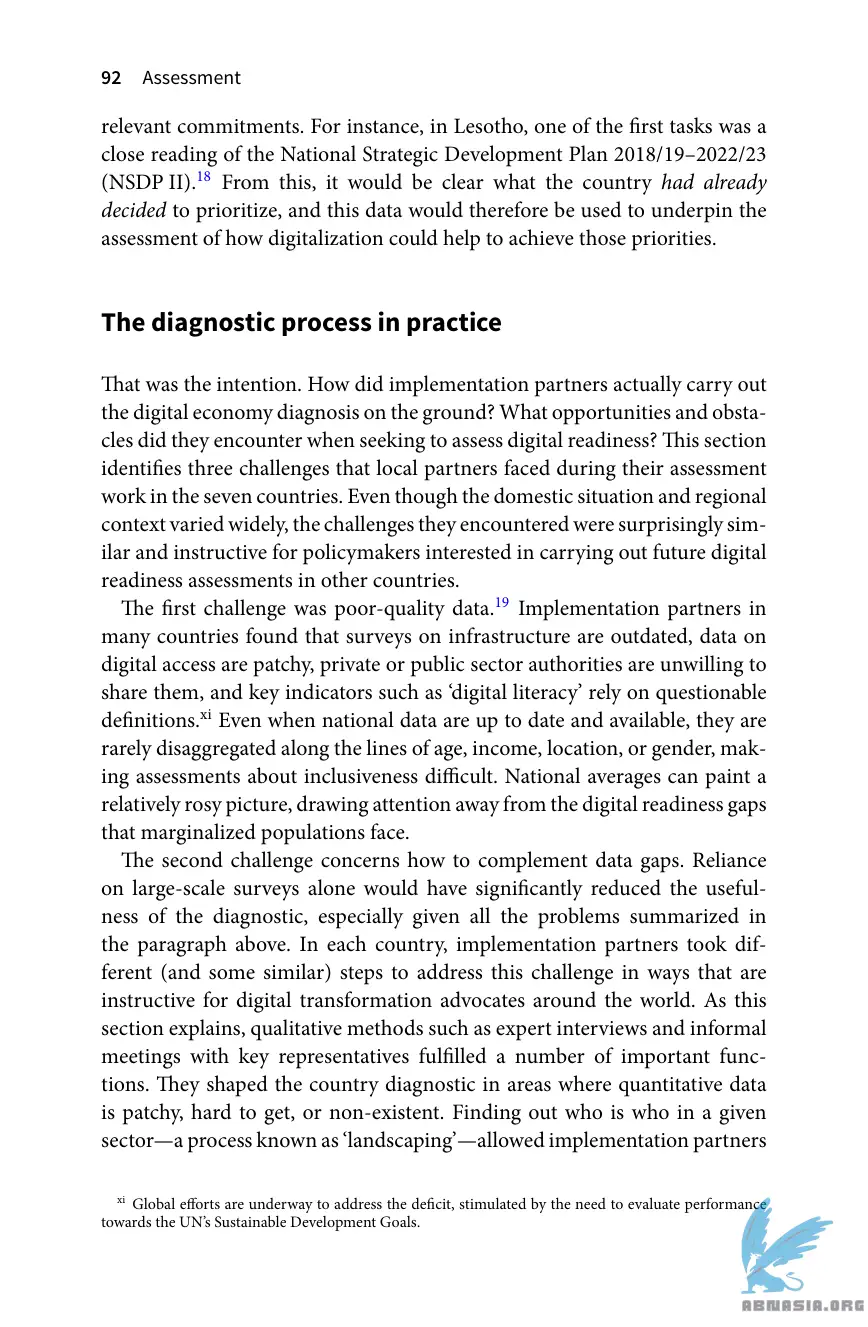 92 Assessment
relevant commitments. For instance, in Lesotho, one of the first tasks was a
close reading of the National Strategic Development Plan 2018/19–2022/23
(NSDP II).18 From this, it would be clear what the country had already
decided to prioritize, and this data would therefore be used to underpin the
assessment of how digitalization could help to achieve those priorities.
The diagnostic process in practice
That was the intention. How did implementation partners actually carry out
the digital economy diagnosis on the ground? What opportunities and obsta-
cles did they encounter when seeking to assess digital readiness? This section
identifies three challenges that local partners faced during their assessment
work in the seven countries. Even though the domestic situation and regional
context varied widely, the challenges they encountered were surprisingly sim-
ilar and instructive for policymakers interested in carrying out future digital
readiness assessments in other countries.
The first challenge was poor-quality data.19 Implementation partners in
many countries found that surveys on infrastructure are outdated, data on
digital access are patchy, private or public sector authorities are unwilling to
share them, and key indicators such as ‘digital literacy’ rely on questionable
definitions.xi Even when national data are up to date and available, they are
rarely disaggregated along the lines of age, income, location, or gender, mak-
ing assessments about inclusiveness difficult. National averages can paint a
relatively rosy picture, drawing attention away from the digital readiness gaps
that marginalized populations face.
The second challenge concerns how to complement data gaps. Reliance
on large-scale surveys alone would have significantly reduced the useful-
ness of the diagnostic, especially given all the problems summarized in
the paragraph above. In each country, implementation partners took dif-
ferent (and some similar) steps to address this challenge in ways that are
instructive for digital transformation advocates around the world. As this
section explains, qualitative methods such as expert interviews and informal
meetings with key representatives fulfilled a number of important func-
tions. They shaped the country diagnostic in areas where quantitative data
is patchy, hard to get, or non-existent. Finding out who is who in a given
sector—a process known as ‘landscaping’—allowed implementation partners
xi Global efforts are underway to address the deficit, stimulated by the need to evaluate performance
towards the UN’s Sustainable Development Goals.
ABNASIA.ORG